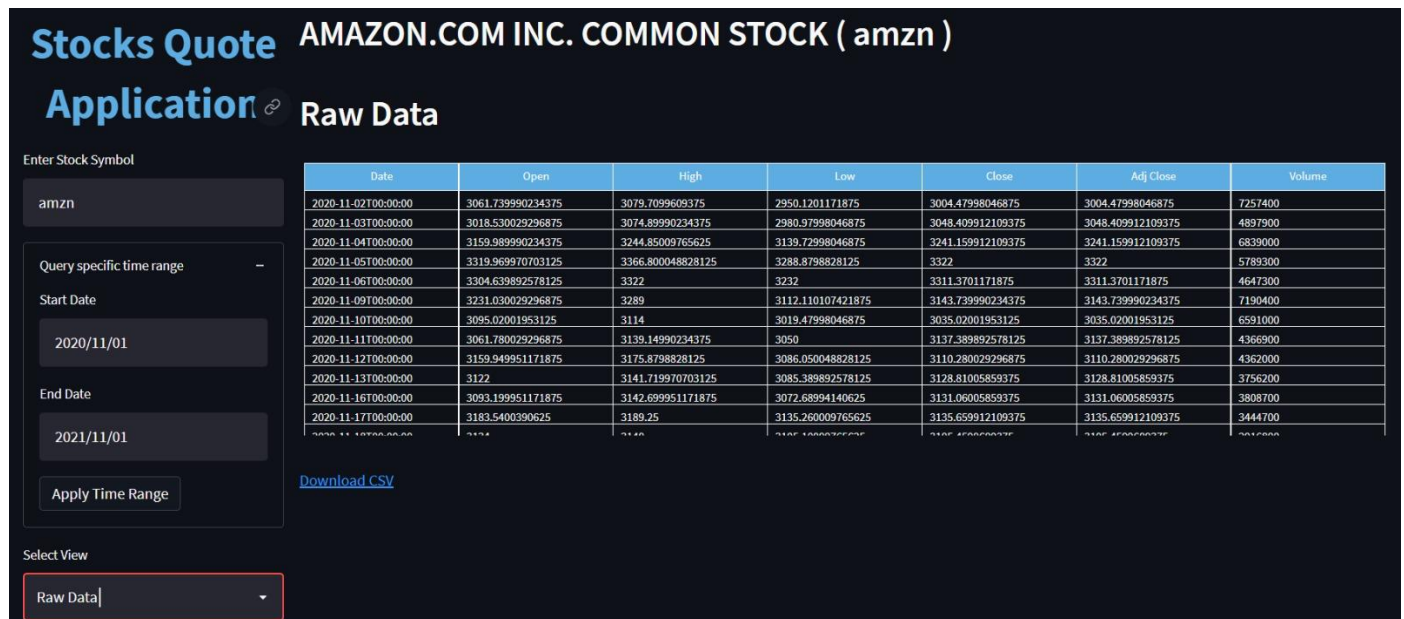 Stocks Quote
Application
Enter Stock Symbol
amzn
Query specific time range –
Start Date
2020/11/01
End Date
2021/11/01
Apply Time Range
Select View
Raw Data
AMAZON.COM INC. COMMON STOCK ( amzn )
Raw Data
Date Open High Low Close Adj Close Volume
2020-11-02T00:00:00 3061.739990234375 3079.7099609375 2950.1201171875 3004.47998046875 3004.47998046875 7257400
2020-11-03T00:00:00 3018.530029296875 3074.89990234375 2980.97998046875 3048.409912109375 3048.409912109375 4897900
2020-11-04T00:00:00 3159.989990234375 3244.85009765625 3139.72998046875 3241.159912109375 3241.159912109375 6839000
2020-11-05T00:00:00 3319.969970703125 3366.800048828125 3288.8798828125 3322 3322 5789300
2020-11-06T00:00:00 3304.639892578125 3322 3232 3311.3701171875 3311.3701171875 4647300
2020-11-09T00:00:00 3231.030029296875 3289 3112.110107421875 3143.739990234375 3143.739990234375 7190400
2020-11-10T00:00:00 3095.02001953125 3114 3019.47998046875 3035.02001953125 3035.02001953125 6591000
2020-11-11T00:00:00 3061.780029296875 3139.14990234375 3050 3137.389892578125 3137.389892578125 4366900
2020-11-12T00:00:00 3159.949951171875 3175.8798828125 3086.050048828125 3110.280029296875 3110.280029296875 4362000
2020-11-13T00:00:00 3122 3141.719970703125 3085.389892578125 3128.81005859375 3128.81005859375 3756200
2020-11-16T00:00:00 3093.199951171875 3142.699951171875 3072.68994140625 3131.06005859375 3131.06005859375 3808700
2020-11-17T00:00:00 3183.5400390625 3189.25 3135.260009765625 3135.659912109375 3135.659912109375 3444700
Download CSV